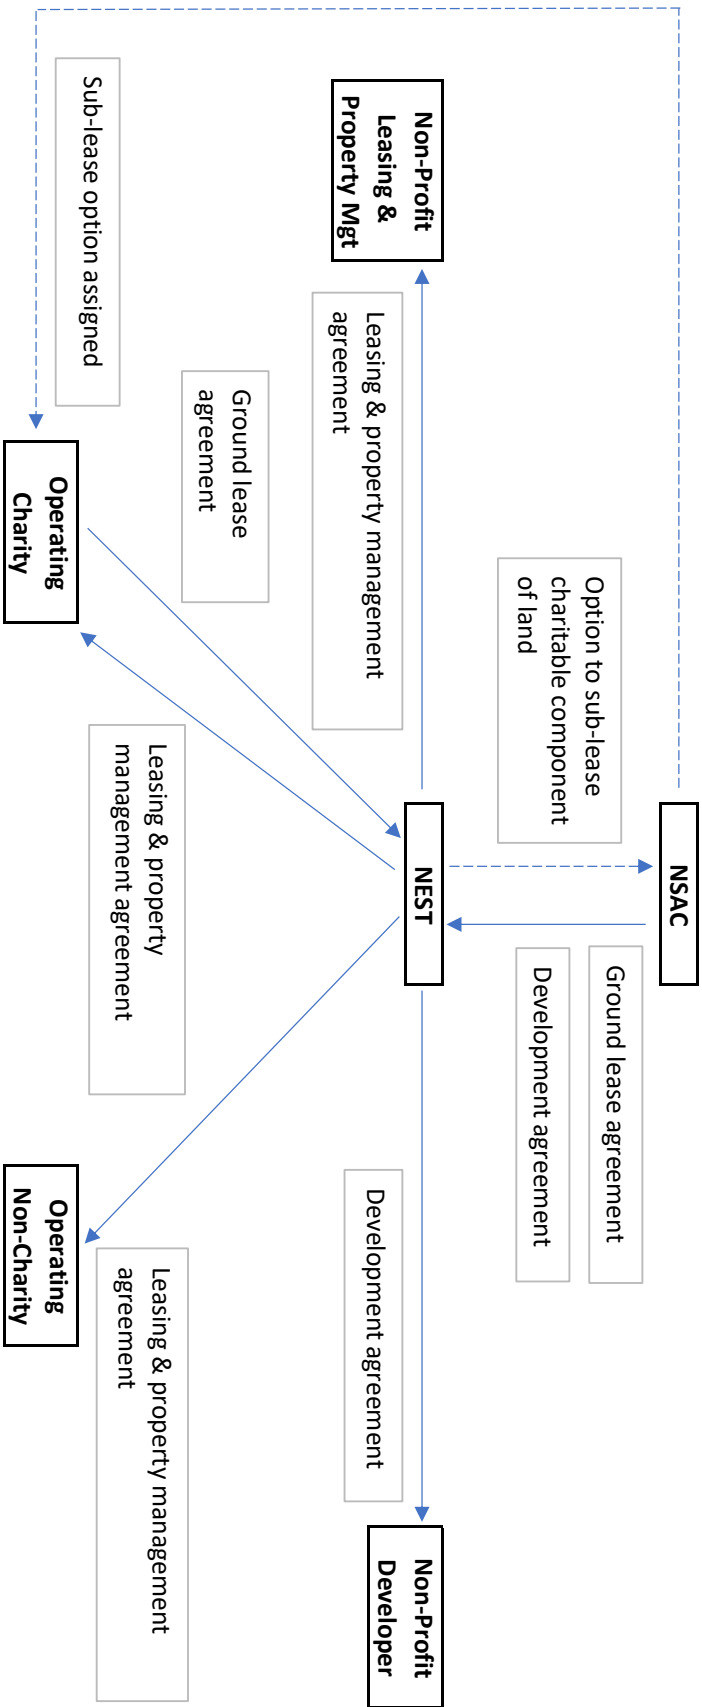 NSAC
Option to sub-lease
charitable component
of land
Ground lease agreement
Development agreement
Non-Profit
Leasing &
Property Mgt
NEST
Non-Profit
Developer
Leasing & property management
agreement
Development agreement
Ground lease
agreement
Leasing & property
management agreement
Leasing & property management
agreement
Sub-lease option assigned
Operating
Charity
Operating
Non-Charity